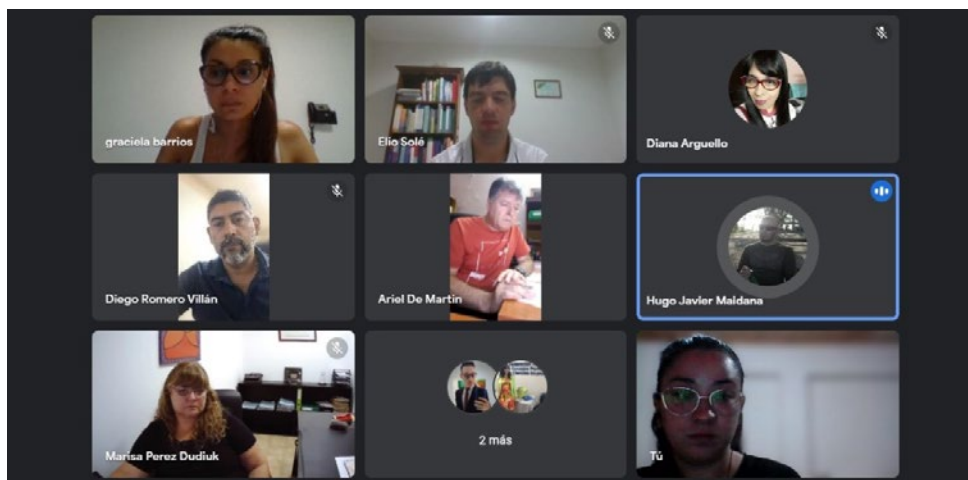 graciela barrios
Elio Solé
Diana Arguello
Diego Romero Villán
Ariel De Martin
Hugo Javier Maidana
Marisa Perez Dudiuk
2 más
Tú